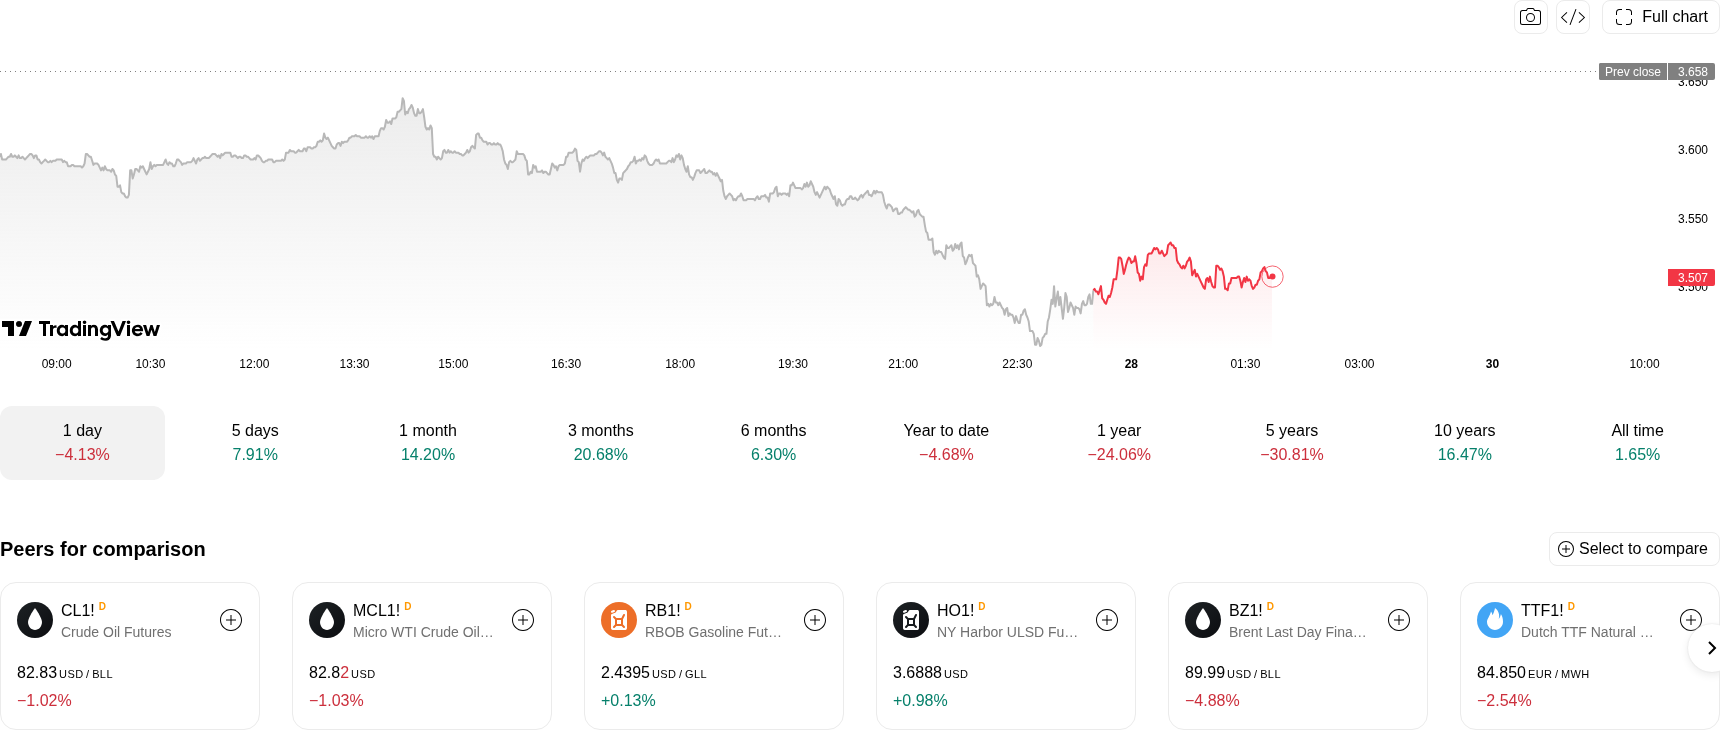 Full chart
Prev close 3.658
3.650
3.600
3.550
3.507
3.500
TradingView
09:00 10:30 12:00 13:30 15:00 16:30 18:00 19:30 21:00 22:30 28 01:30 03:00 30 10:00
1 day 5 days 1 month 3 months 6 months Year to date 1 year 5 years 10 years All time
−4.13% 7.91% 14.20% 20.68% 6.30% −4.68% −24.06% −30.81% 16.47% 1.65%
Peers for comparison
Select to compare
CL1! D
Crude Oil Futures
82.83 USD / BLL
−1.02%
MCL1! D
Micro WTI Crude Oil…
82.82 USD
−1.03%
RB1! D
RBOB Gasoline Fut…
2.4395 USD / GLL
+0.13%
HO1! D
NY Harbor ULSD Fu…
3.6888 USD
+0.98%
BZ1! D
Brent Last Day Fina…
89.99 USD / BLL
−4.88%
TTF1! D
Dutch TTF Natural …
84.850 EUR / MWH
−2.54%